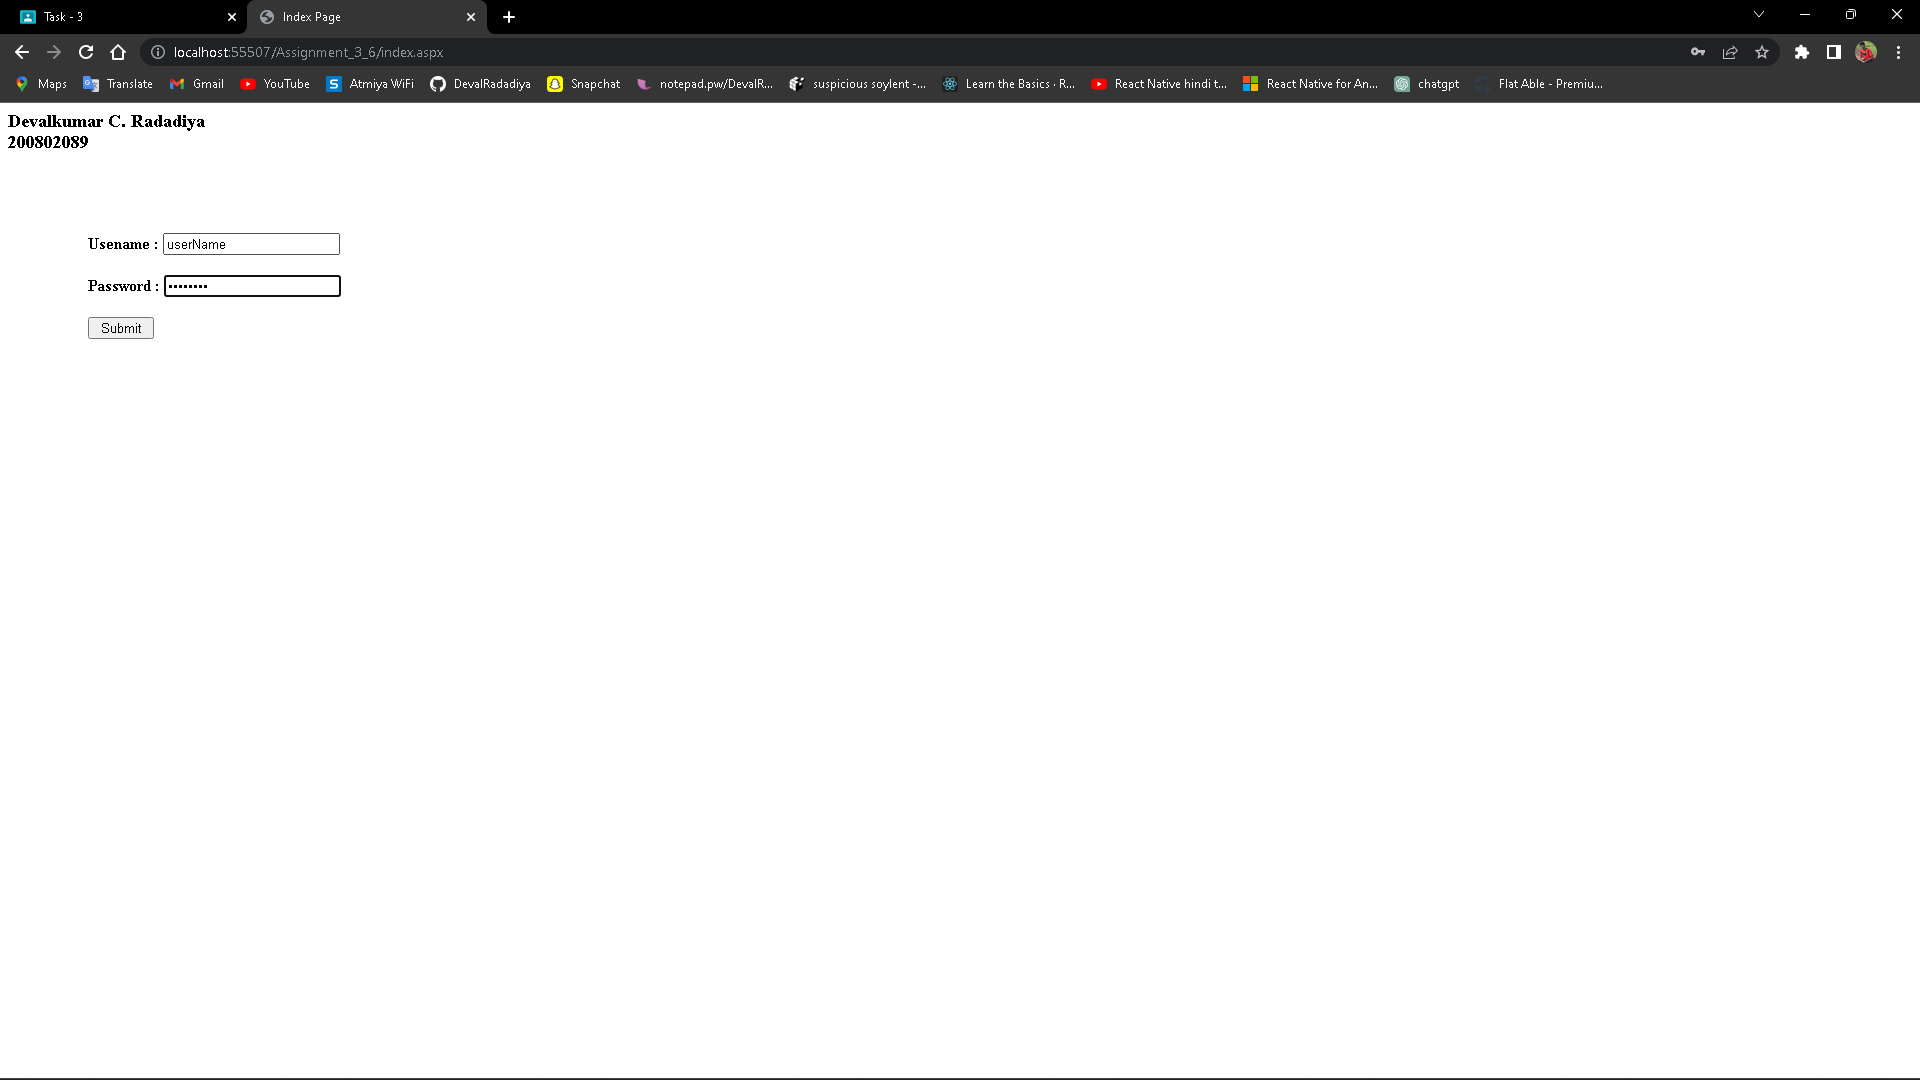 Task - 3
Index Page
localhost:55507/Assignment_3_6/index.aspx
Maps Translate Gmail YouTube Atmiya WiFi DevalRadadiya Snapchat notepad.pw/DevalR... suspicious soylent -... Learn the Basics · R... React Native hindi t... React Native for An... chatgpt Flat Able - Premiu...
Devalkumar C. Radadiya
200802089
Usename : userName
Password : ••••••••
Submit